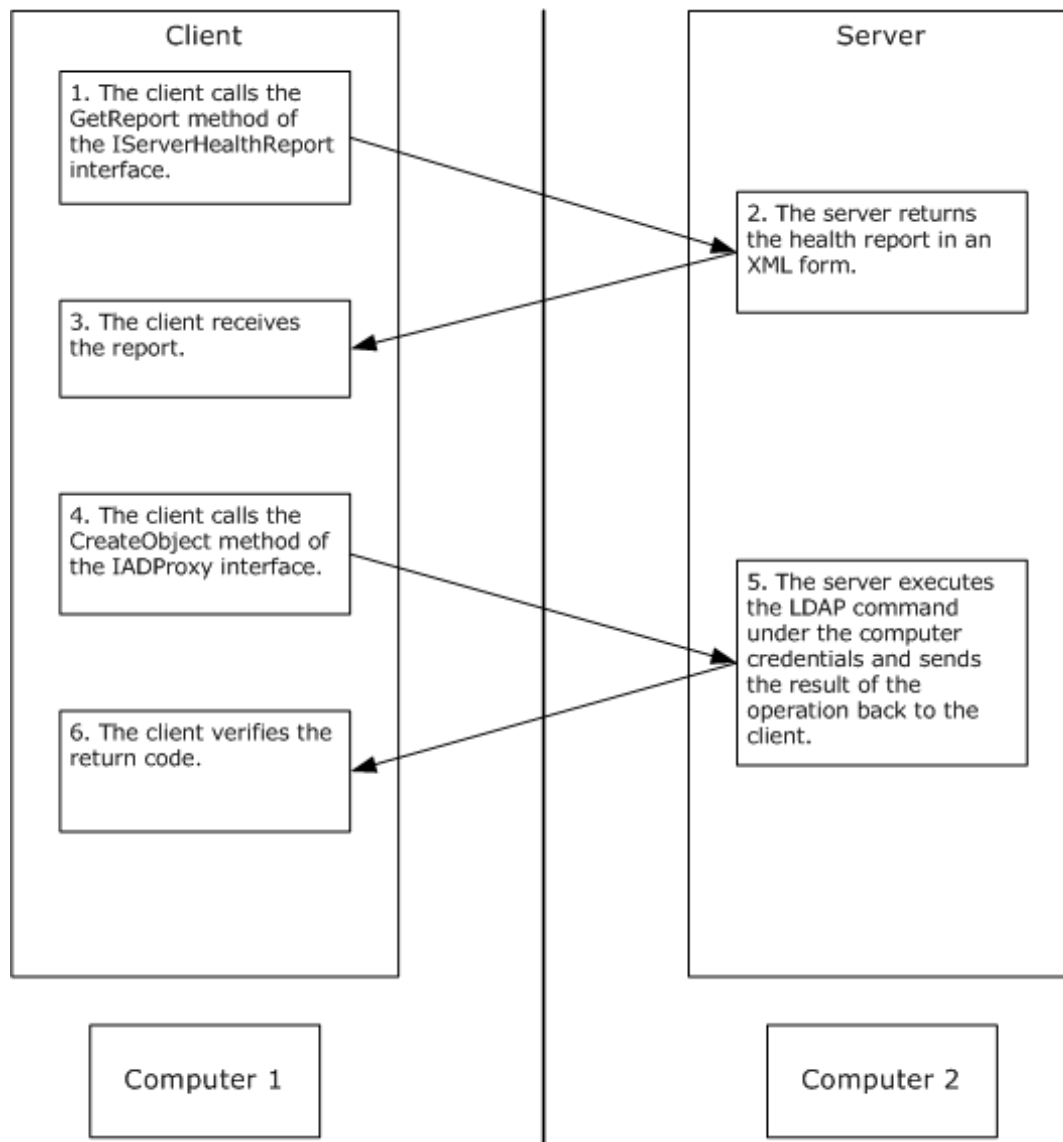 Client
Server
1. The client calls the
GetReport method of
the IServerHealthReport
interface.
2. The server returns
the health report in an
XML form.
3. The client receives
the report.
4. The client calls the
CreateObject method of
the IADProxy interface.
5. The server executes
the LDAP command
under the computer
credentials and sends
the result of the
operation back to the
client.
6. The client verifies the
return code.
Computer 1
Computer 2